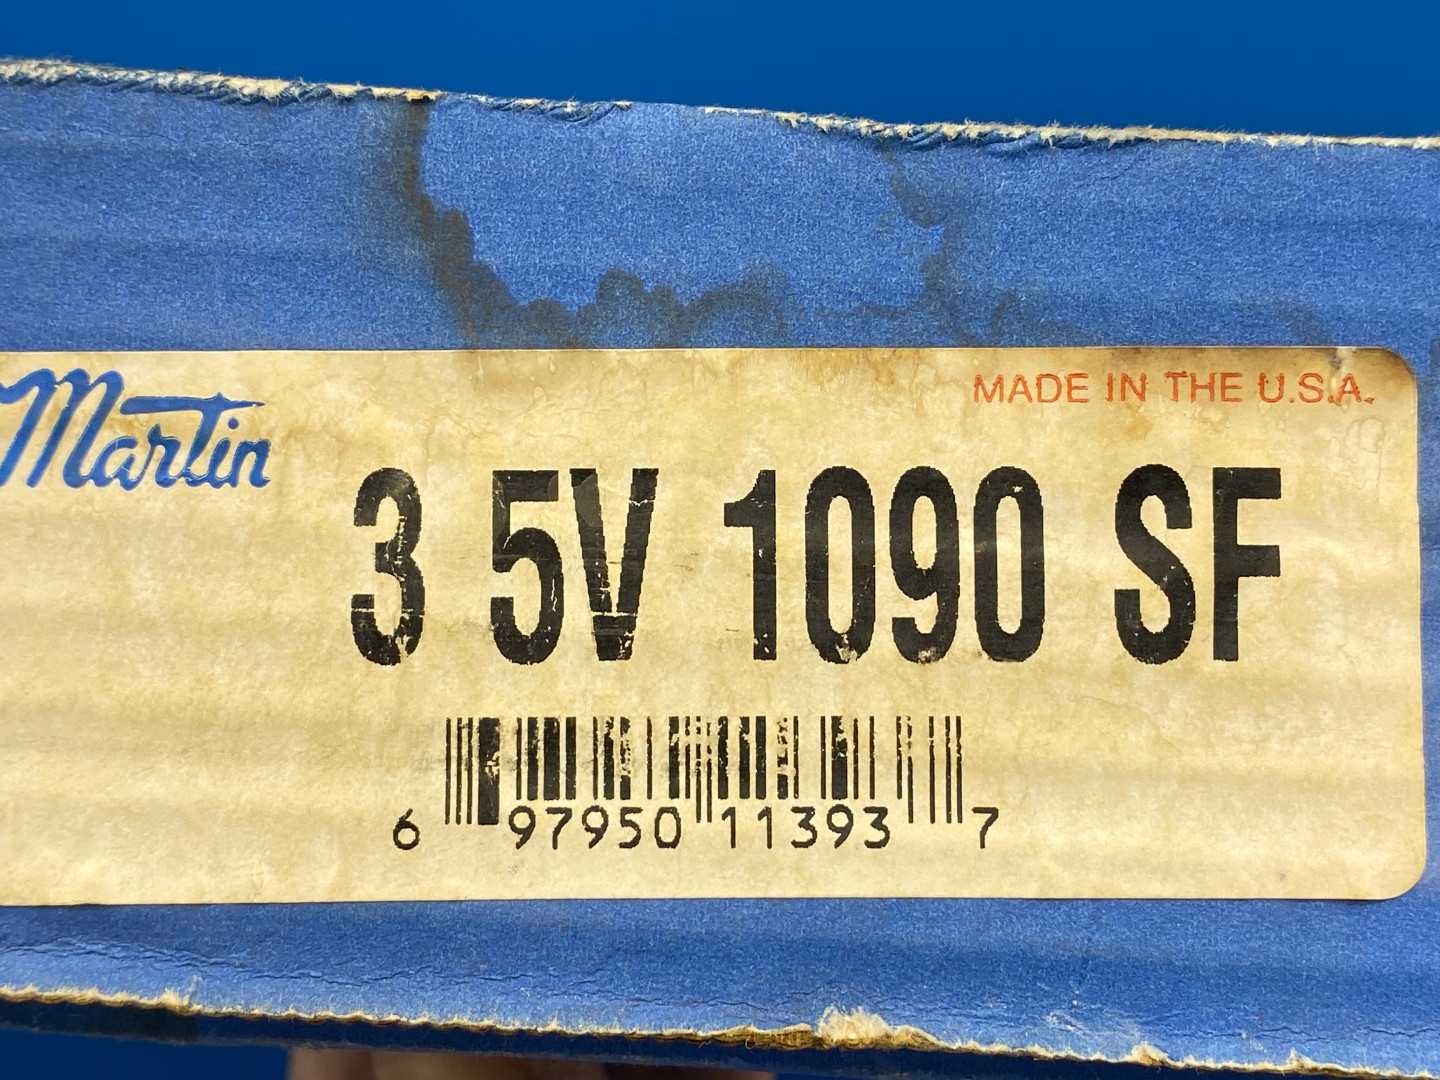 Martin
MADE IN THE U.S.A.
3 5V 1090 SF
6 97950 11393 7